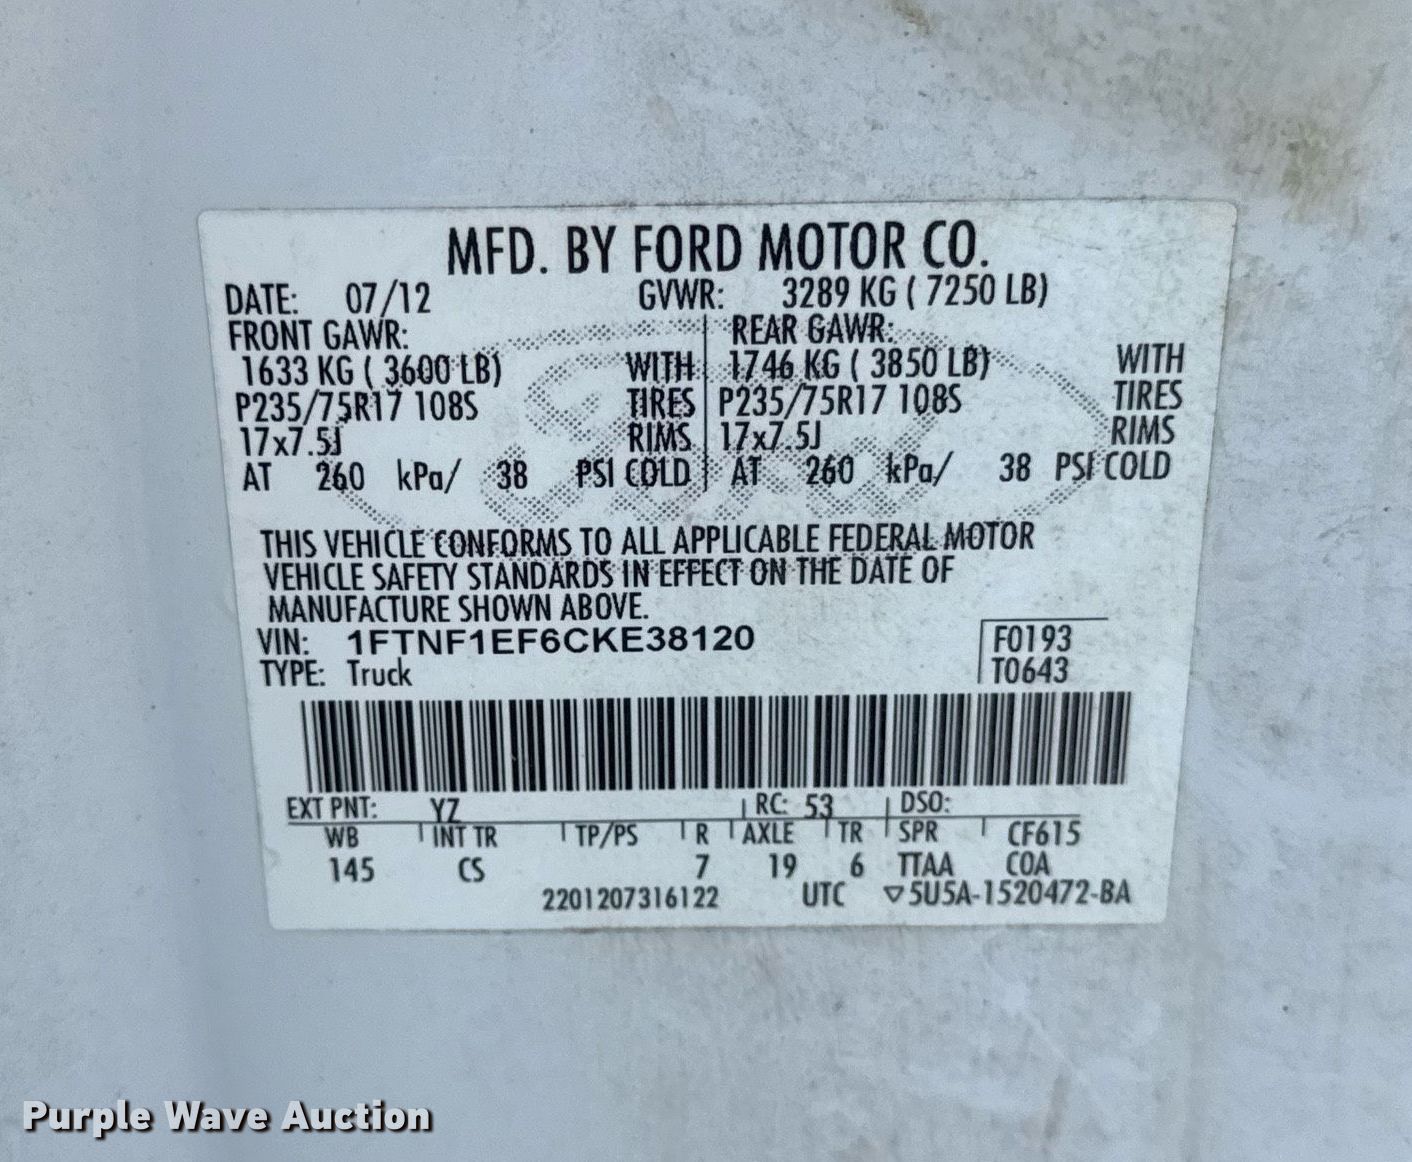 MFD. BY FORD MOTOR CO.
DATE: 07/12 GVWR: 3289 KG ( 7250 LB)
FRONT GAWR: REAR GAWR:
1633 KG ( 3600 LB) WITH 1746 KG ( 3850 LB) WITH
P235/75R17 108S TIRES P235/75R17 108S TIRES
17x7.5J RIMS 17x7.5J RIMS
AT 260 kPa/ 38 PSI COLD AT 260 kPa/ 38 PSI COLD
THIS VEHICLE CONFORMS TO ALL APPLICABLE FEDERAL MOTOR
VEHICLE SAFETY STANDARDS IN EFFECT ON THE DATE OF
MANUFACTURE SHOWN ABOVE.
VIN: 1FTNF1EF6CKE38120 F0193
TYPE: Truck T0643
EXT PNT: YZ RC: 53 DSO:
WB INT TR TP/PS R AXLE TR SPR CF615
145 CS 7 19 6 TTAA COA
2201207316122 UTC ▽5U5A-1520472-BA
Purple Wave Auction